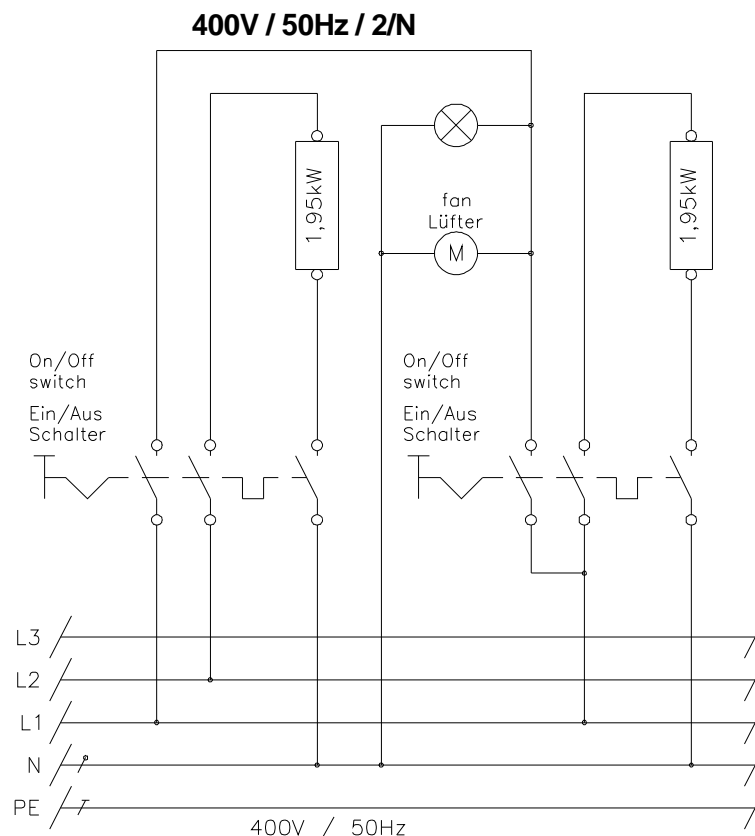 400V / 50Hz / 2/N
1,95kW
fan
Lüfter
M
1,95kW
On/Off
switch
Ein/Aus
Schalter
On/Off
switch
Ein/Aus
Schalter
L3
L2
L1
N
PE
400V / 50Hz